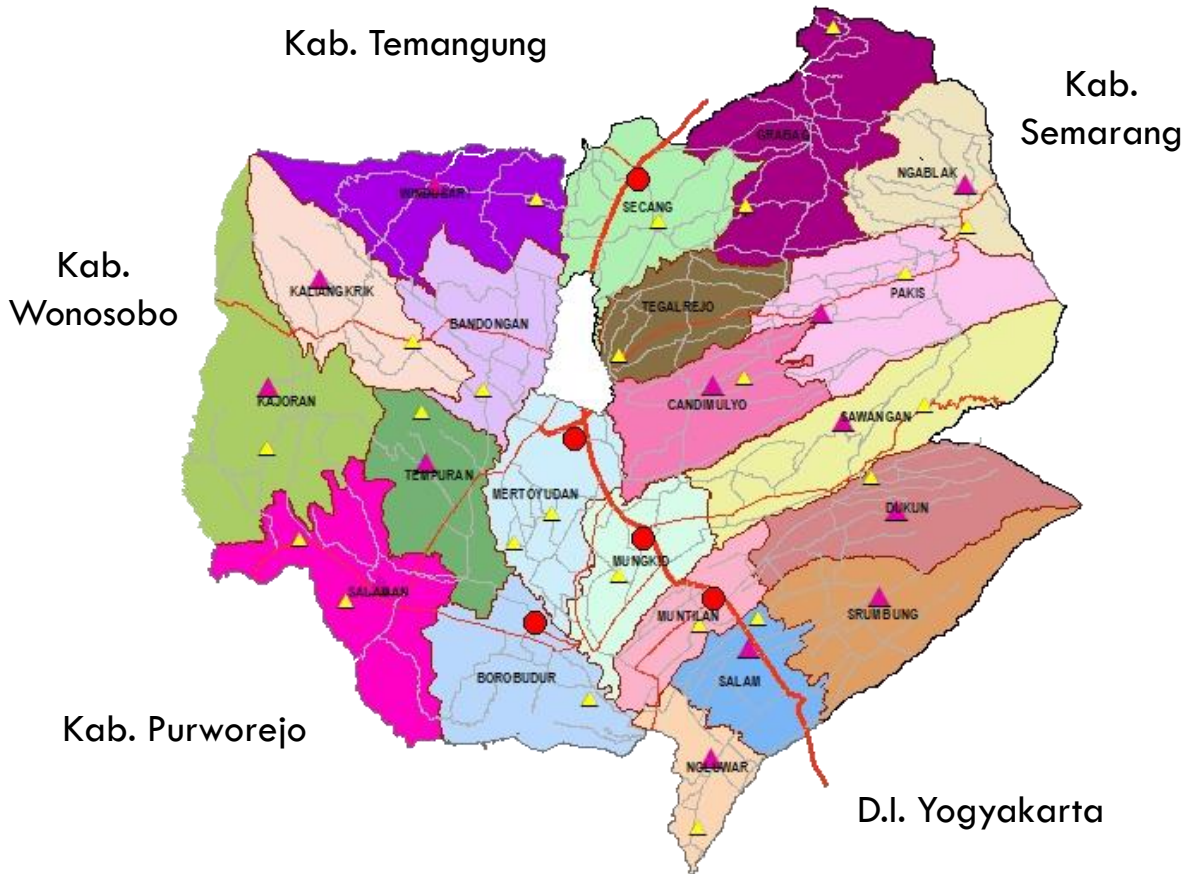 Kab. Temangung
Kab.
Semarang
GRABAG
NGABLAK
WINDUSARI
SECANG
Kab.
Wonosobo
KALIANGKRIK
PAKIS
TEGALREJO
BANDONGAN
KAJORAN
CANDIMULYO
SAWANGAN
TEMPURAN
MERTOYUDAN
DUKUN
MUNGKID
SALAMAN
MUNTILAN
SRUMBUNG
BOROBUDUR
SALAM
Kab. Purworejo
NGLUWAR
D.I. Yogyakarta